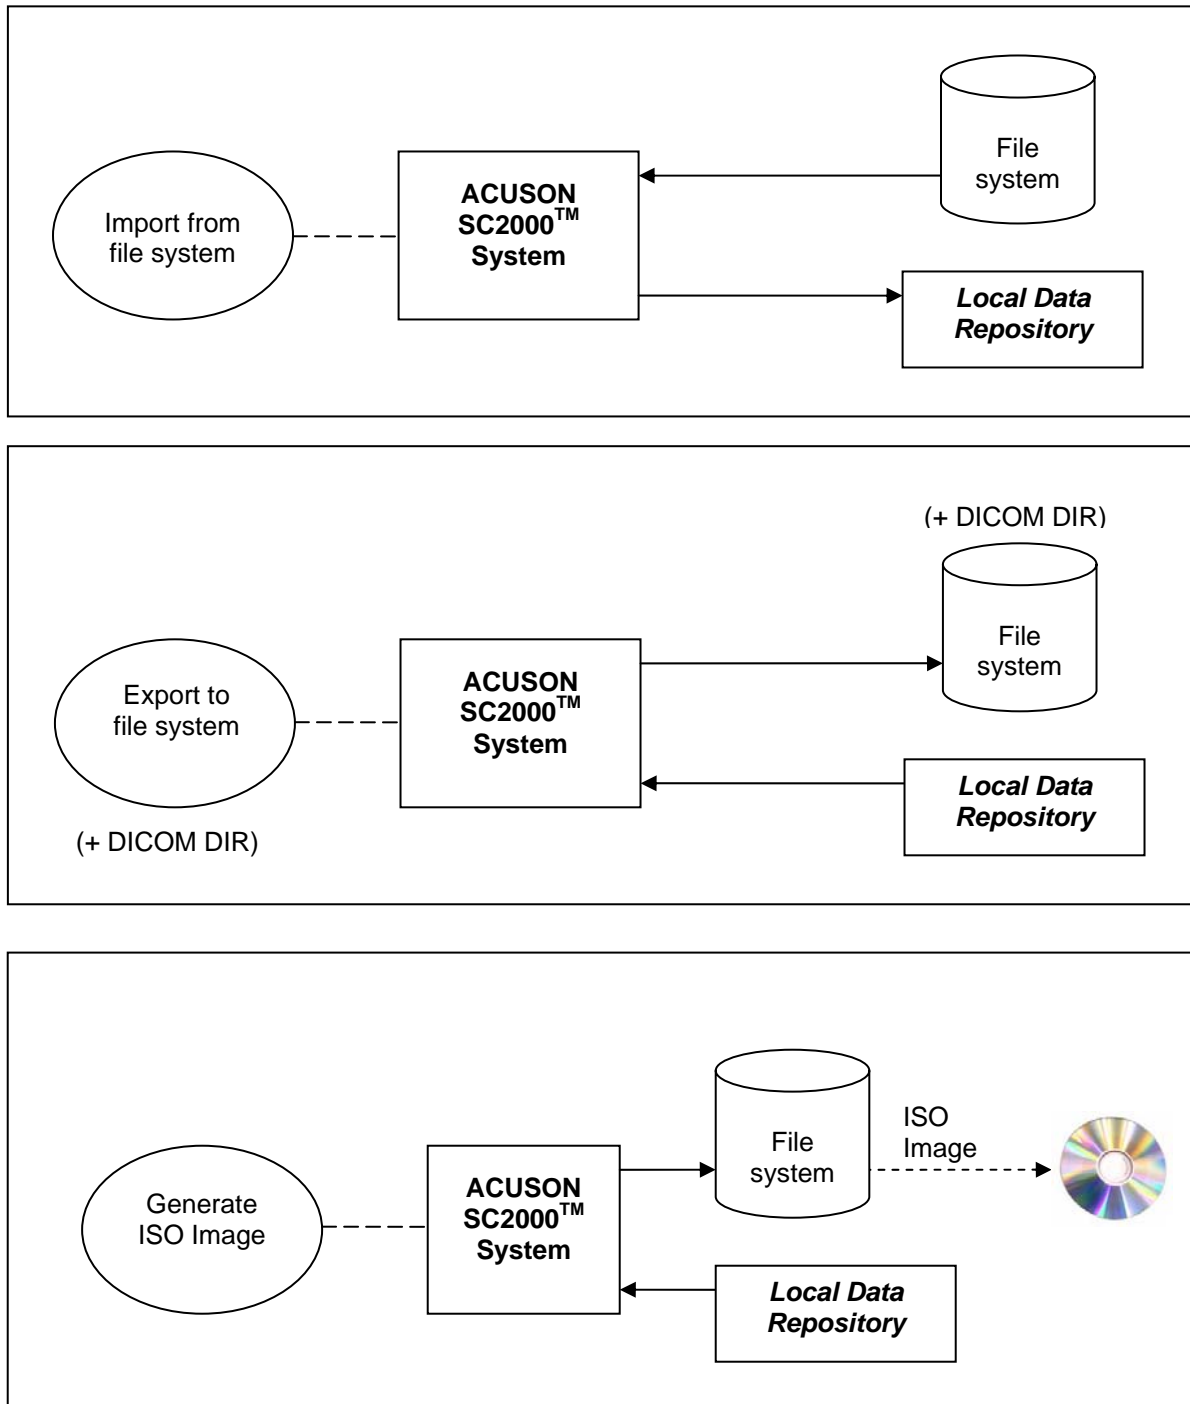 File
system
Import from
file system
ACUSON
SC2000™
System
Local Data
Repository
(+ DICOM DIR)
File
system
Export to
file system
ACUSON
SC2000™
System
Local Data
Repository
(+ DICOM DIR)
File
system
ISO
Image
Generate
ISO Image
ACUSON
SC2000™
System
Local Data
Repository